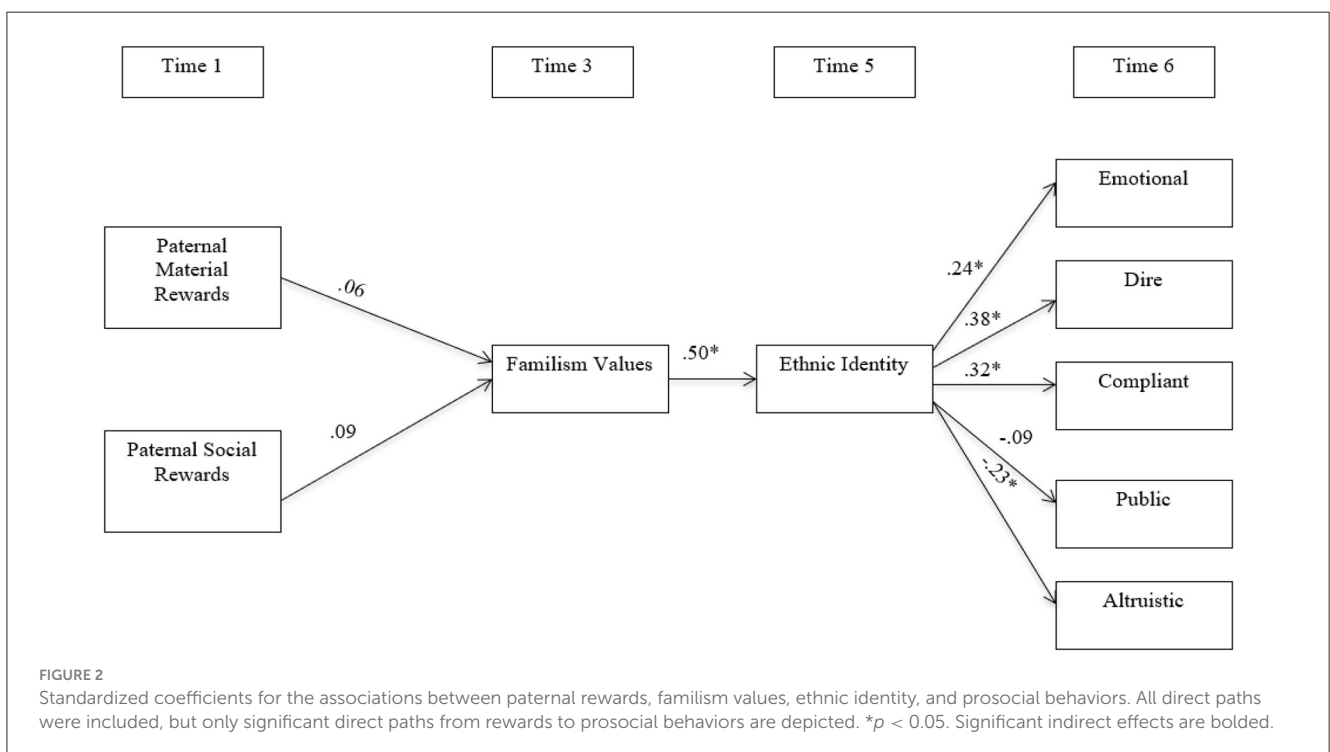 Time 1
Time 3
Time 5
Time 6
Emotional
Paternal
Material
Rewards
.06
.24*
Dire
.38*
Familism Values
.50*
Ethnic Identity
.32*
Compliant
Paternal Social
Rewards
.09
-.09
-.23*
Public
Altruistic
FIGURE 2
Standardized coefficients for the associations between paternal rewards, familism values, ethnic identity, and prosocial behaviors. All direct paths
were included, but only significant direct paths from rewards to prosocial behaviors are depicted. *p < 0.05. Significant indirect effects are bolded.